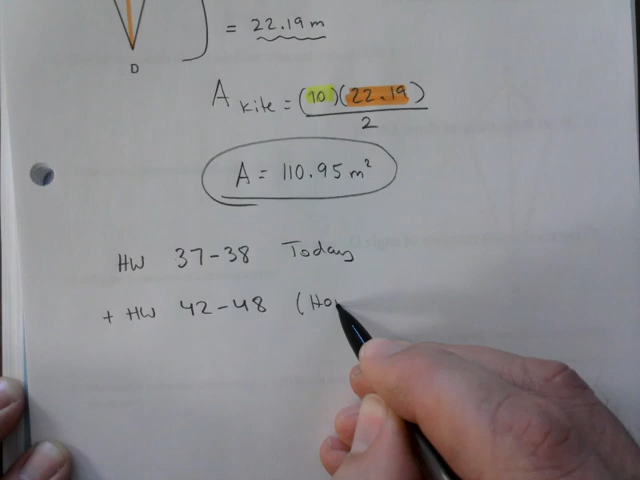 D
= 22.19 m
A kite = (10)(22.19)
2
A = 110.95 m²
HW 37-38 Today
+ HW 42-48 (Ho